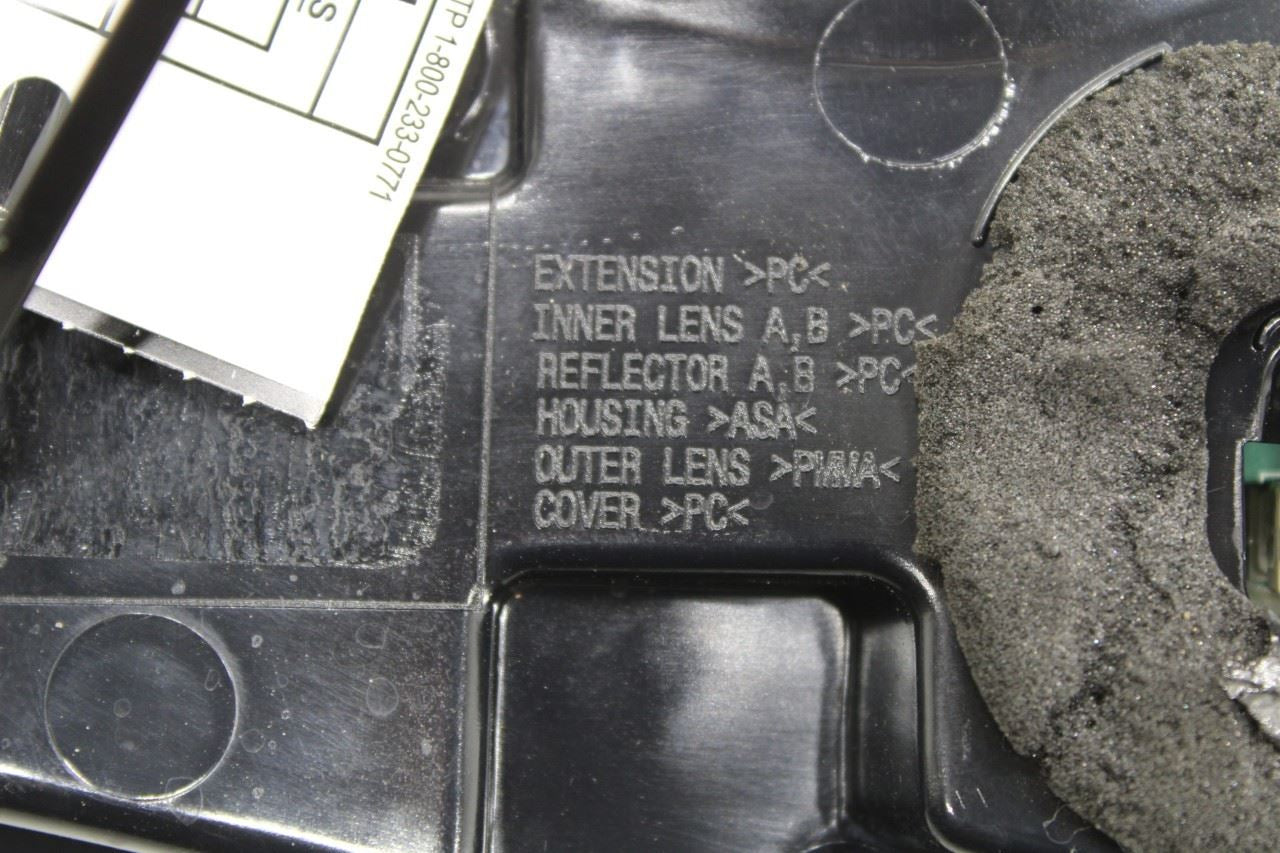 S
TP 1-800-233-0771
EXTENSION >PC<
INNER LENS A,B >PC<
REFLECTOR A,B >PC<
HOUSING >ASA<
OUTER LENS >PMMA<
COVER >PC<